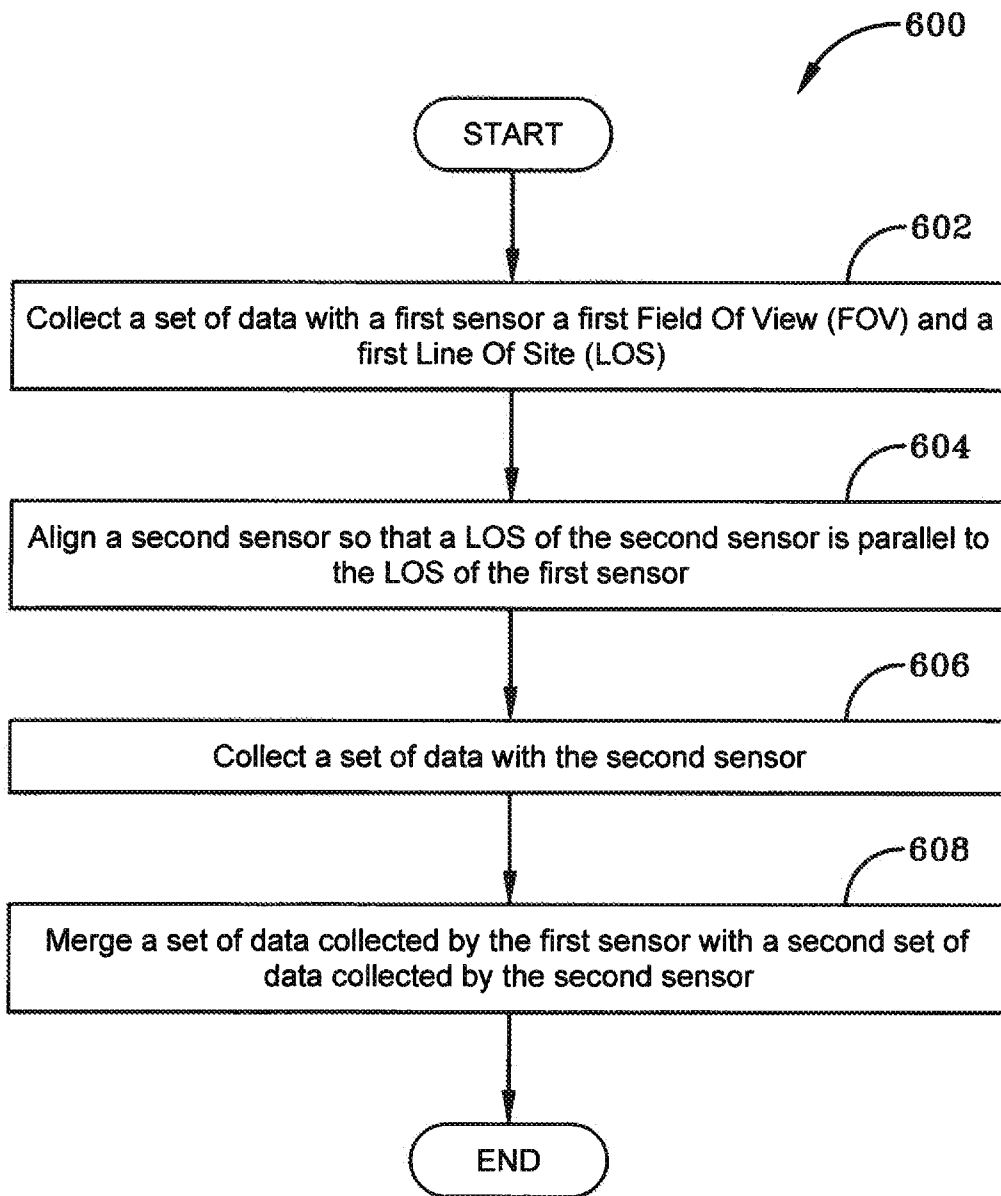 600
START
602
Collect a set of data with a first sensor a first Field Of View (FOV) and a
first Line Of Site (LOS)
604
Align a second sensor so that a LOS of the second sensor is parallel to
the LOS of the first sensor
606
Collect a set of data with the second sensor
608
Merge a set of data collected by the first sensor with a second set of
data collected by the second sensor
END